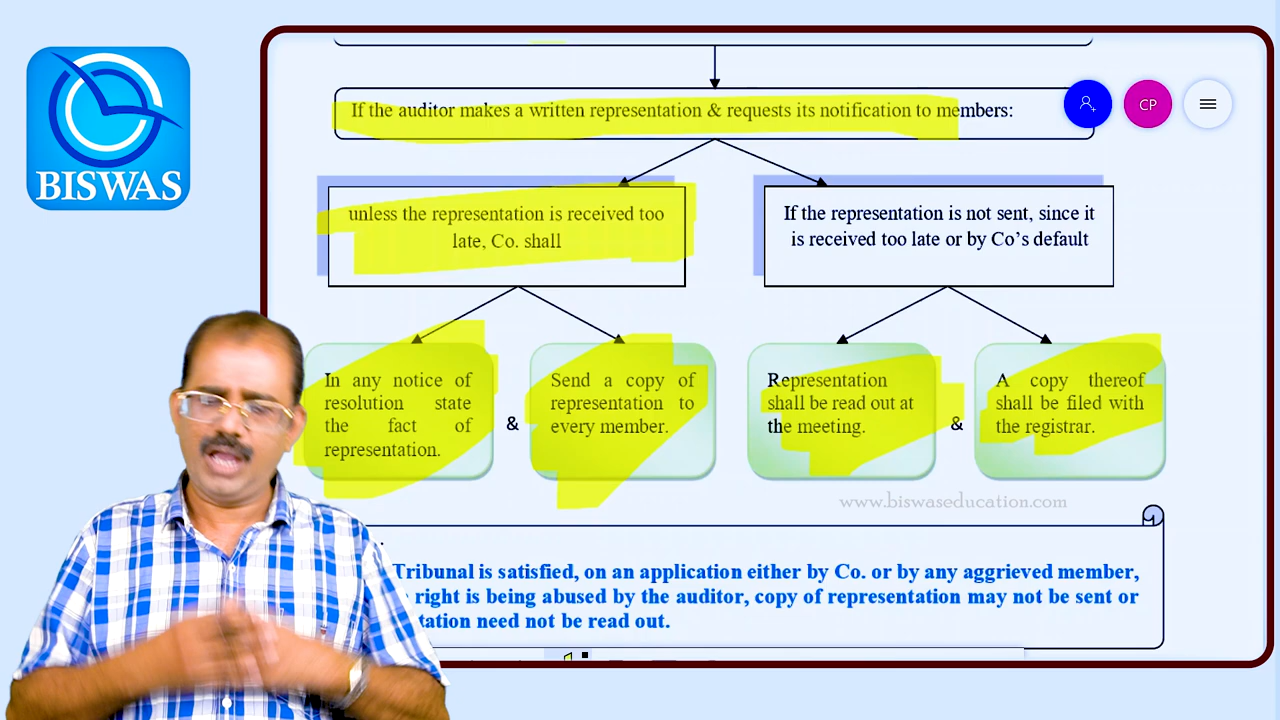 BISWAS
If the auditor makes a written representation & requests its notification to members:
CP
unless the representation is received too
late, Co. shall
If the representation is not sent, since it
is received too late or by Co's default
In any notice of
resolution state
the fact of
representation.
&
Send a copy of
representation to
every member.
Representation
shall be read out at
the meeting.
&
A copy thereof
shall be filed with
the registrar.
www.biswaseducation.com
Tribunal is satisfied, on an application either by Co. or by any aggrieved member,
right is being abused by the auditor, copy of representation may not be sent or
need not be read out.